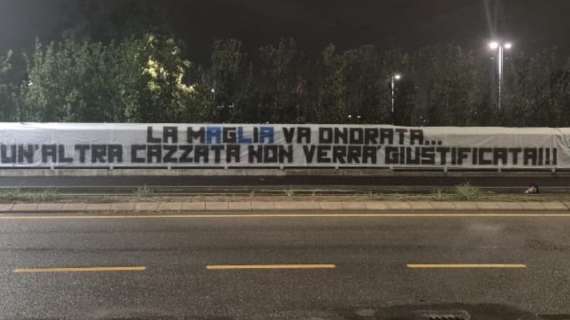 LA MAGLIA VA ONORATA...
UN'ALTRA CAZZATA NON VERRA' GIUSTIFICATA!!!